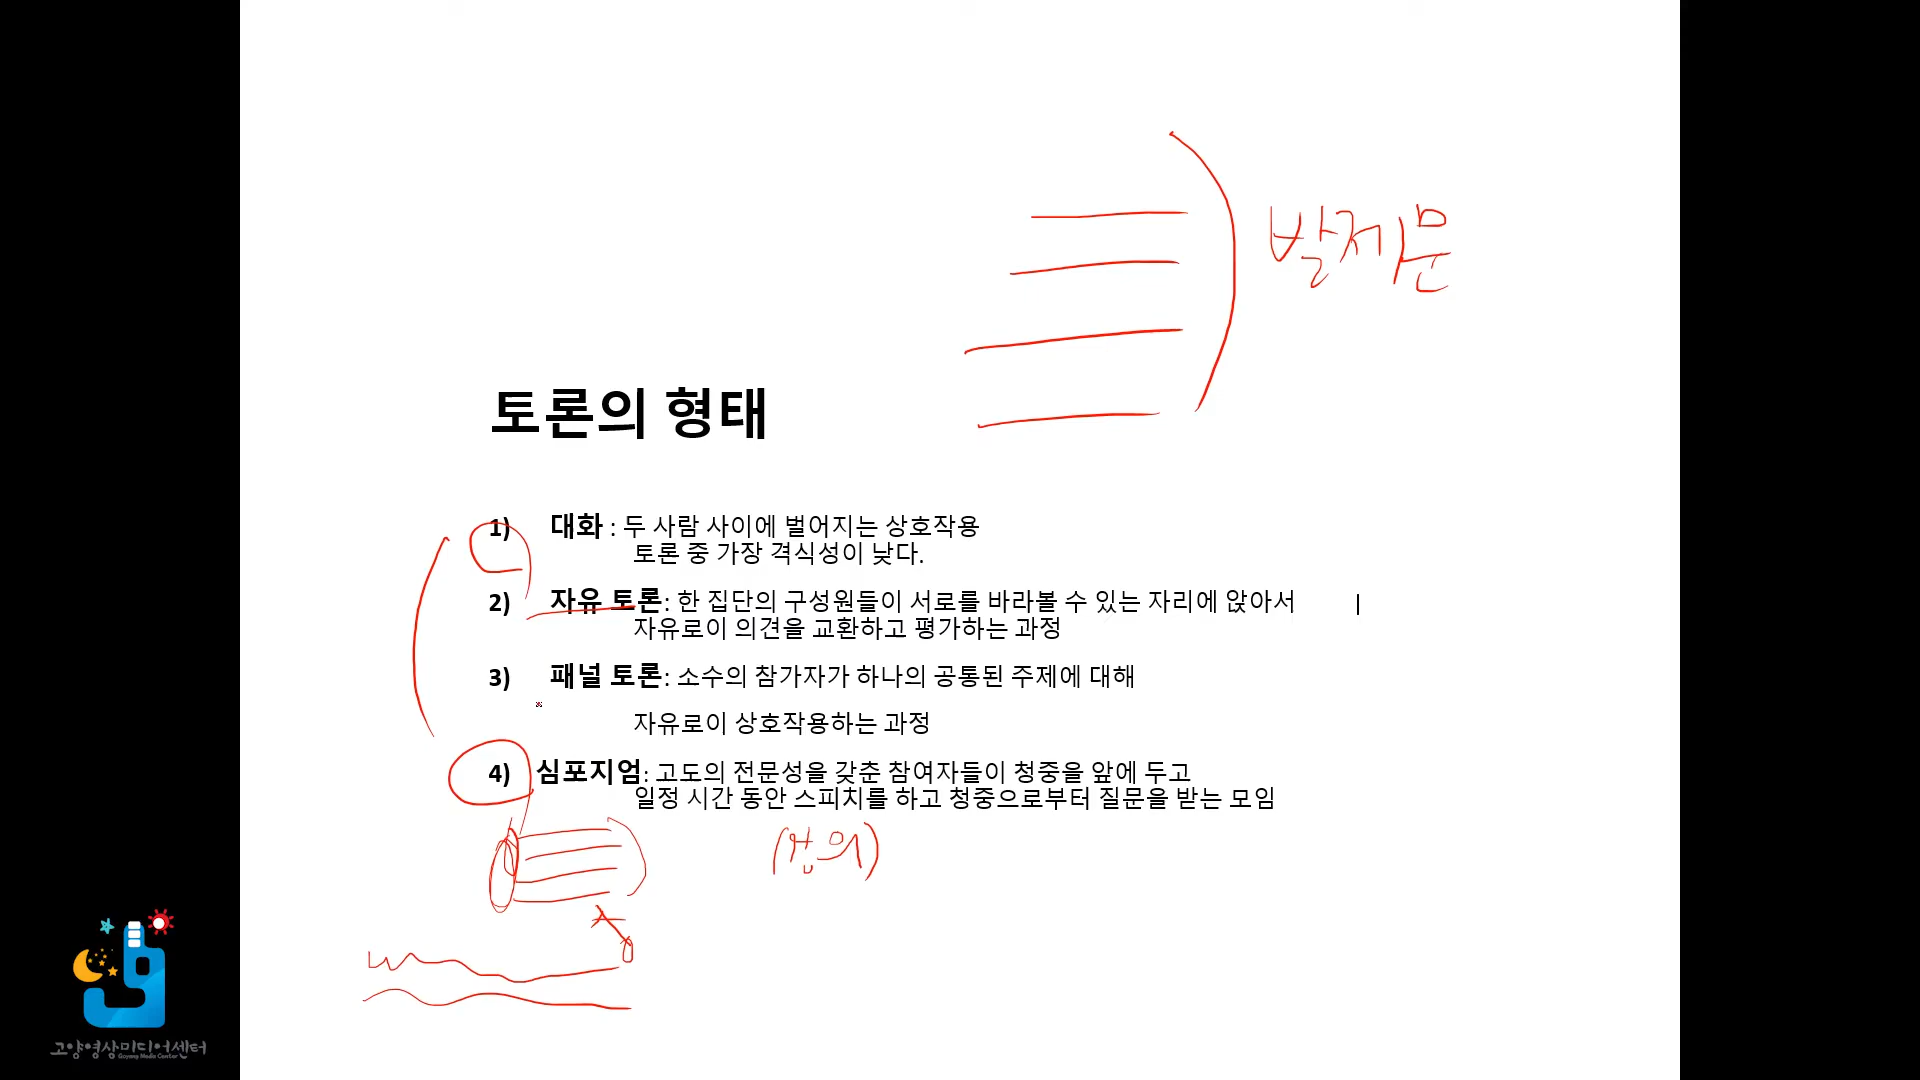 발제문
토론의 형태
1) 대화 : 두 사람 사이에 벌어지는 상호작용
토론 중 가장 격식성이 낮다.
2) 자유 토론: 한 집단의 구성원들이 서로를 바라볼 수 있는 자리에 앉아서
자유로이 의견을 교환하고 평가하는 과정
3) 패널 토론: 소수의 참가자가 하나의 공통된 주제에 대해
자유로이 상호작용하는 과정
4) 심포지엄: 고도의 전문성을 갖춘 참여자들이 청중을 앞에 두고
일정 시간 동안 스피치를 하고 청중으로부터 질문을 받는 모임
고양영상미디어센터
Goyang Media Center